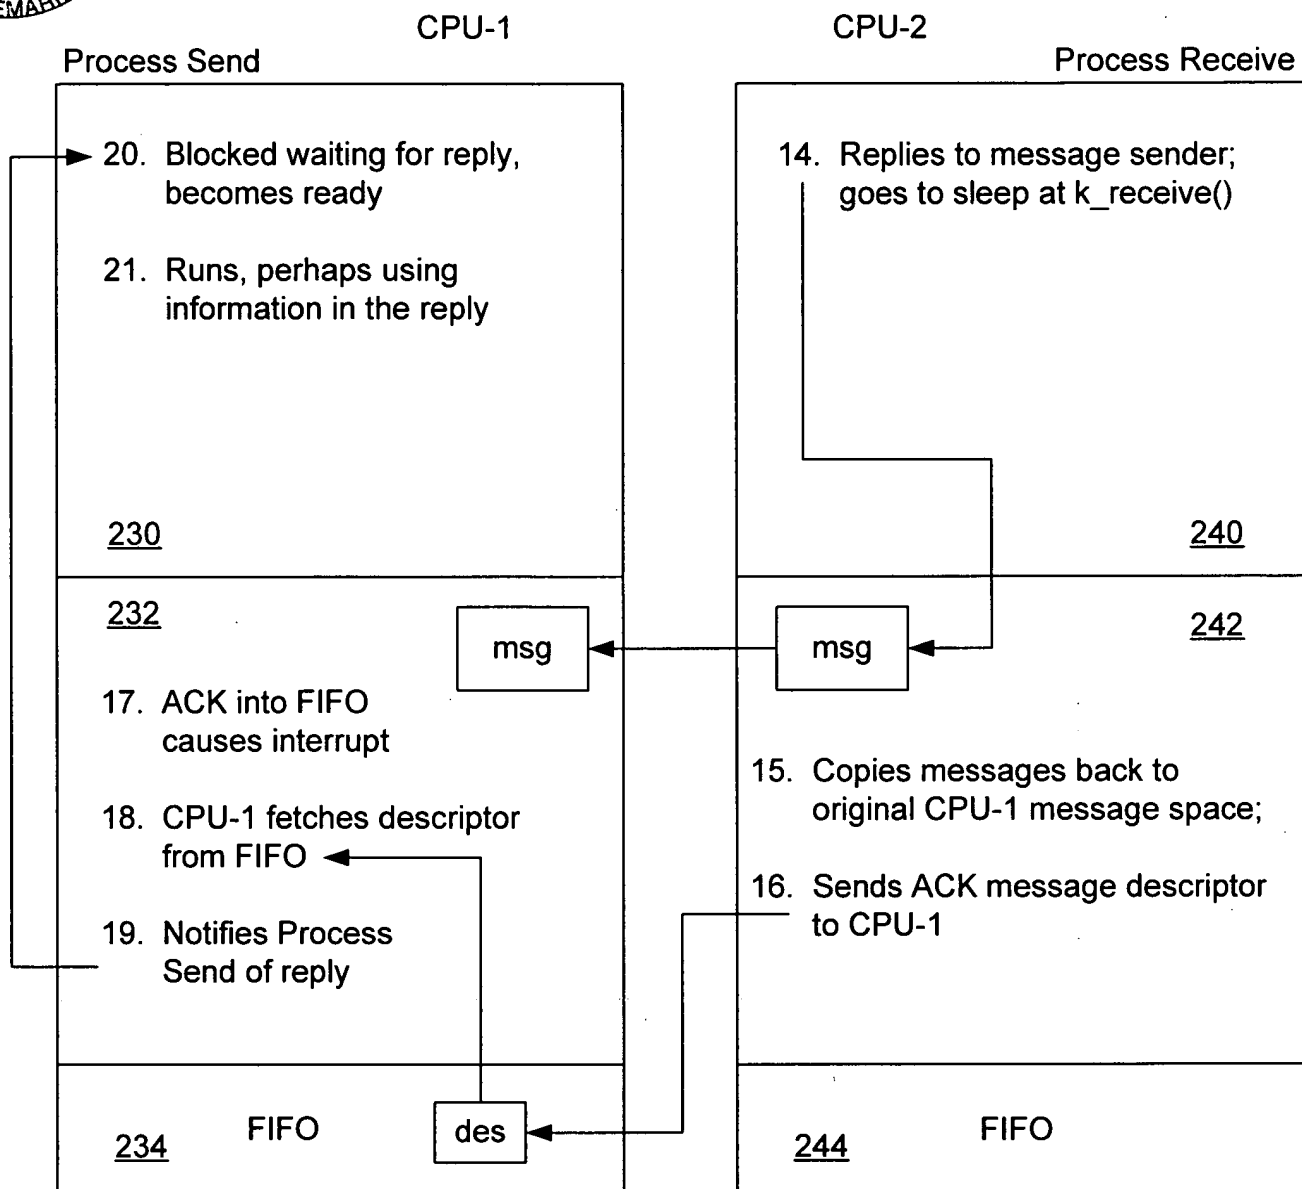 CPU-1
CPU-2
Process Send
Process Receive
20. Blocked waiting for reply,
becomes ready
21. Runs, perhaps using
information in the reply
230
14. Replies to message sender;
goes to sleep at k_receive()
240
232
msg
17. ACK into FIFO
causes interrupt
18. CPU-1 fetches descriptor
from FIFO
19. Notifies Process
Send of reply
msg
242
15. Copies messages back to
original CPU-1 message space;
16. Sends ACK message descriptor
to CPU-1
234
FIFO
des
244
FIFO